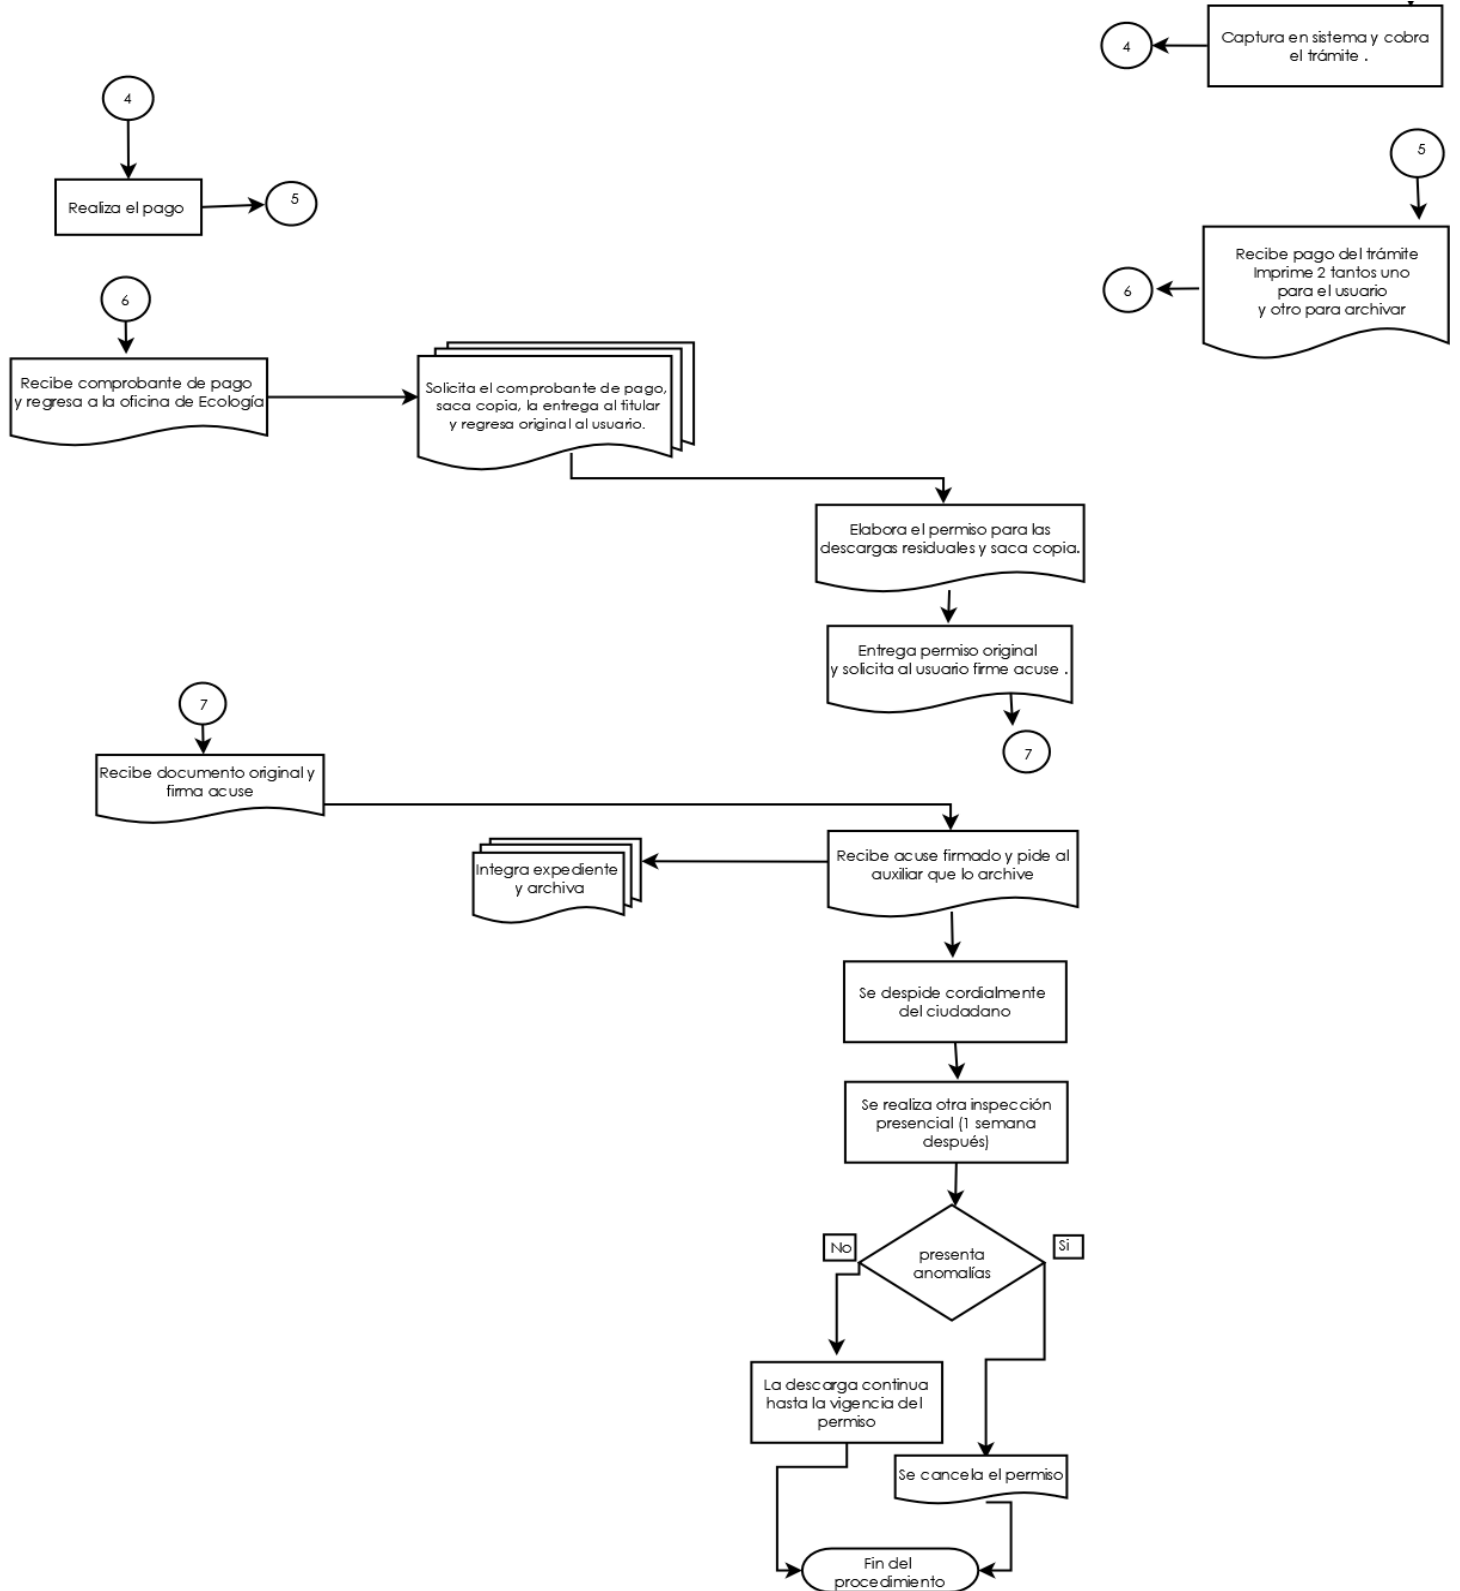 Captura en sistema y cobra
el trámite .
4
4
5
Realiza el pago
5
Recibe pago del trámite
Imprime 2 tantos uno
para el usuario
y otro para archivar
6
6
Recibe comprobante de pago
y regresa a la oficina de Ecología
Solicita el comprobante de pago,
saca copia, la entrega al titular
y regresa original al usuario.
Elabora el permiso para las
descargas residuales y saca copia.
Entrega permiso original
y solicita al usuario firme acuse .
7
7
Recibe documento original y
firma acuse
Recibe acuse firmado y pide al
auxiliar que lo archive
Integra expediente
y archiva
Se despide cordialmente
del ciudadano
Se realiza otra inspección
presencial (1 semana
después)
No
Si
presenta
anomalías
La descarga continua
hasta la vigencia del
permiso
Se cancela el permiso
Fin del
procedimiento